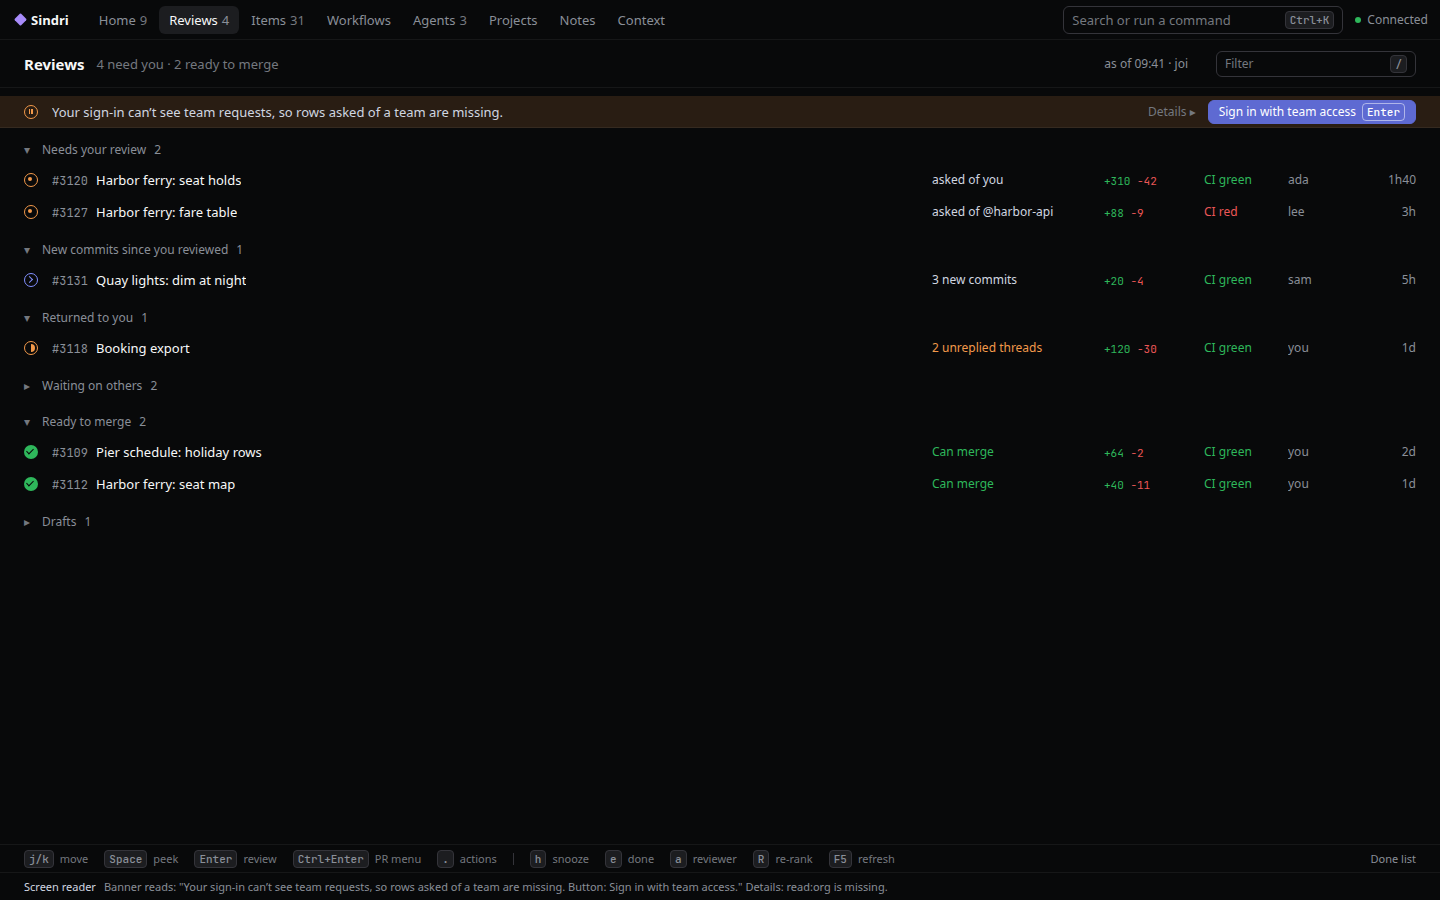 Sindri Home 9 Reviews 4 Items 31 Workflows Agents 3 Projects Notes Context Search or run a command Ctrl+K Connected
Reviews 4 need you · 2 ready to merge as of 09:41 · joi Filter /
Your sign-in can’t see team requests, so rows asked of a team are missing. Details ▸ Sign in with team access Enter
▾ Needs your review 2
#3120 Harbor ferry: seat holds asked of you +310 -42 CI green ada 1h40
#3127 Harbor ferry: fare table asked of @harbor-api +88 -9 CI red lee 3h
▾ New commits since you reviewed 1
#3131 Quay lights: dim at night 3 new commits +20 -4 CI green sam 5h
▾ Returned to you 1
#3118 Booking export 2 unreplied threads +120 -30 CI green you 1d
▸ Waiting on others 2
▾ Ready to merge 2
#3109 Pier schedule: holiday rows Can merge +64 -2 CI green you 2d
#3112 Harbor ferry: seat map Can merge +40 -11 CI green you 1d
▸ Drafts 1
j/k move Space peek Enter review Ctrl+Enter PR menu . actions h snooze e done a reviewer R re-rank F5 refresh Done list
Screen reader Banner reads: "Your sign-in can’t see team requests, so rows asked of a team are missing. Button: Sign in with team access." Details: read:org is missing.